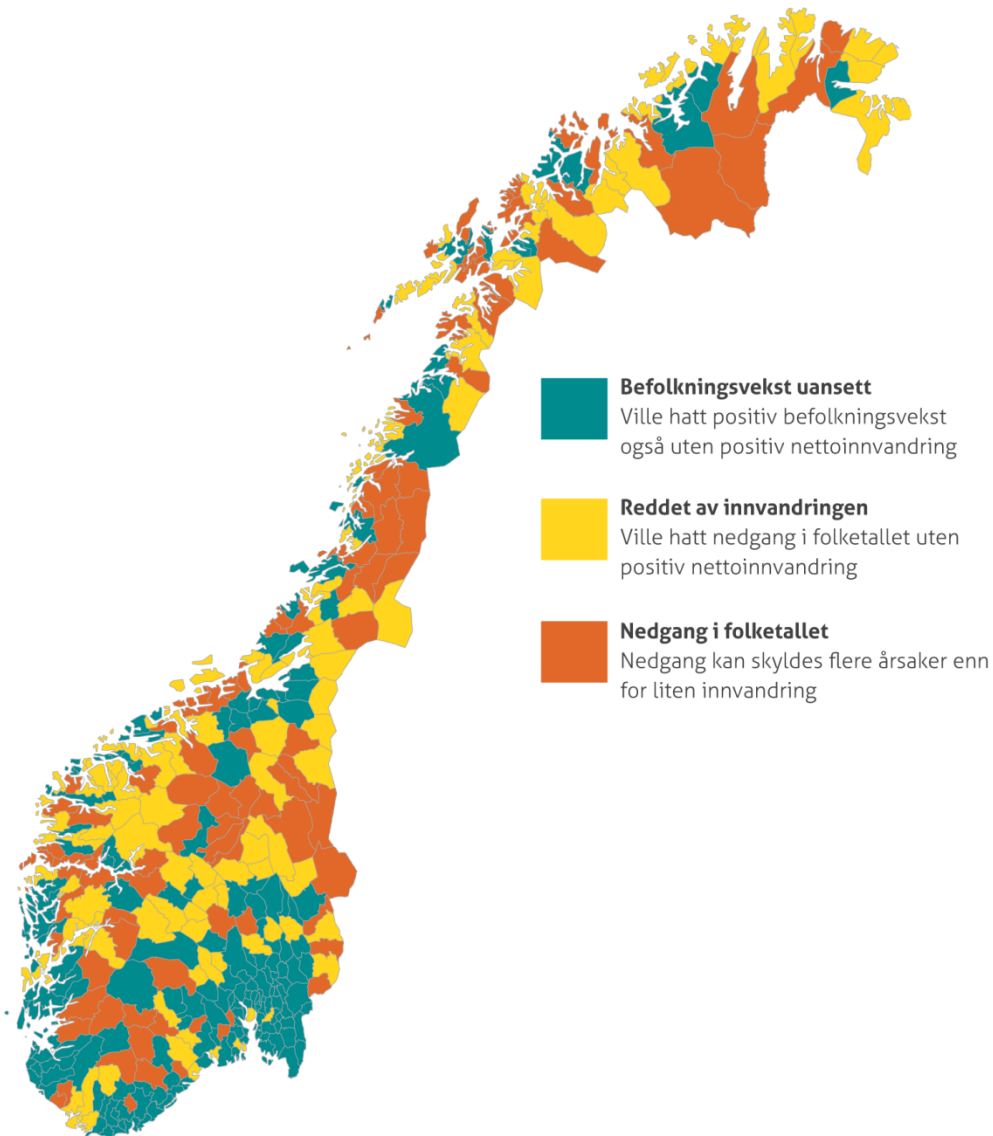 Befolkningsvekst uansett
Ville hatt positiv befolkningsvekst
også uten positiv nettoinnvandring
Reddet av innvandringen
Ville hatt nedgang i folketallet uten
positiv nettoinnvandring
Nedgang i folketallet
Nedgang kan skyldes flere årsaker enn
for liten innvandring